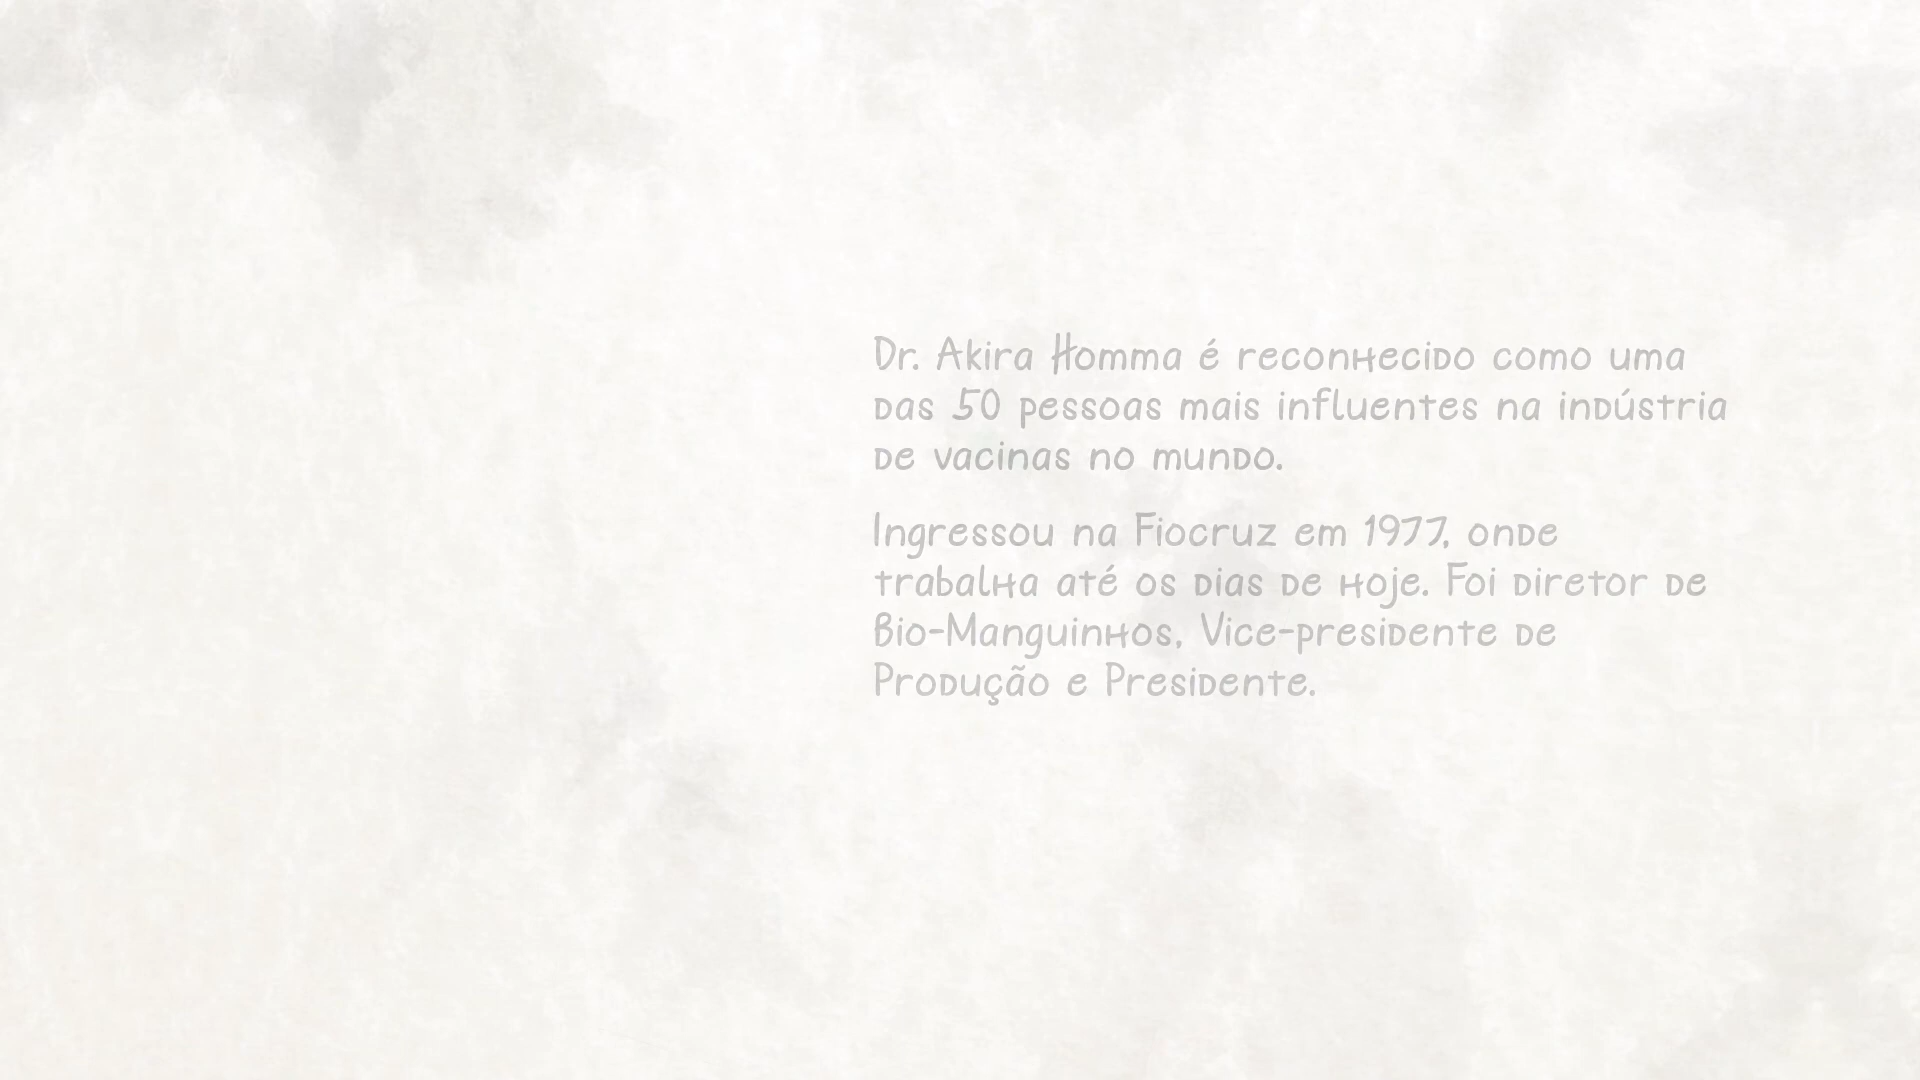 Dr. Akira Homma é reconhecido como uma
das 50 pessoas mais influentes na indústria
de vacinas no mundo.
Ingressou na Fiocruz em 1977, onde
trabalha até os dias de hoje. Foi diretor de
Bio-Manguinhos, Vice-presidente de
Produção e Presidente.